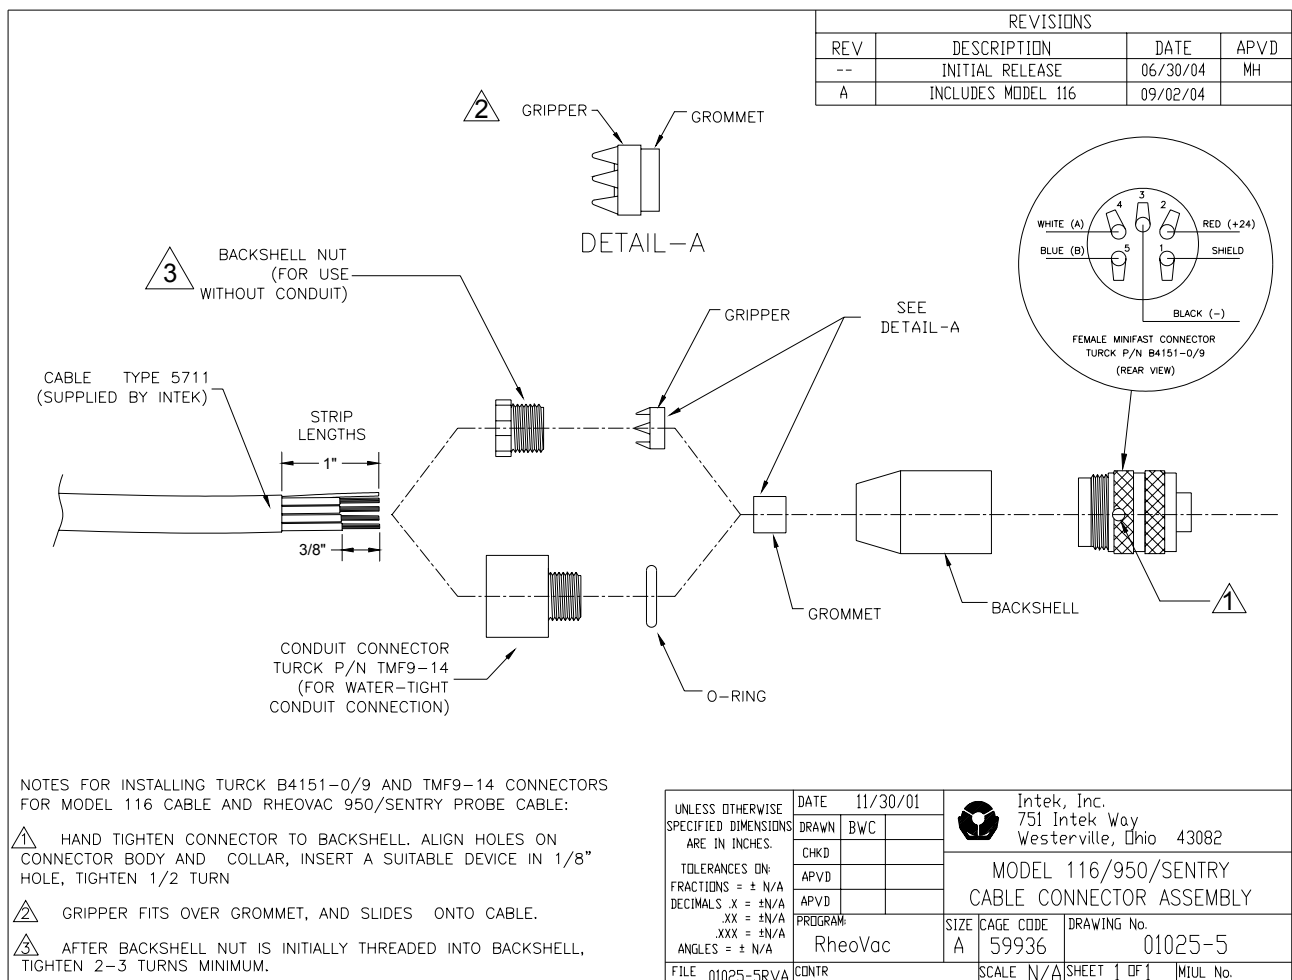 REVISIONS
REV DESCRIPTION DATE APVD
-- INITIAL RELEASE 06/30/04 MH
A INCLUDES MODEL 116 09/02/04
2
GRIPPER
GROMMET
DETAIL-A
3
BACKSHELL NUT
(FOR USE
WITHOUT CONDUIT)
3
4 2
WHITE (A) RED (+24)
BLUE (B) 5 1 SHIELD
BLACK (-)
FEMALE MINIFAST CONNECTOR
TURCK P/N B4151-0/9
(REAR VIEW)
GRIPPER
SEE
DETAIL-A
CABLE TYPE 5711
(SUPPLIED BY INTEK)
STRIP
LENGTHS
1"
3/8"
GROMMET
BACKSHELL
1
CONDUIT CONNECTOR
TURCK P/N TMF9-14
(FOR WATER-TIGHT
CONDUIT CONNECTION)
O-RING
NOTES FOR INSTALLING TURCK B4151-0/9 AND TMF9-14 CONNECTORS
FOR MODEL 116 CABLE AND RHEOVAC 950/SENTRY PROBE CABLE:
1 HAND TIGHTEN CONNECTOR TO BACKSHELL. ALIGN HOLES ON
CONNECTOR BODY AND COLLAR, INSERT A SUITABLE DEVICE IN 1/8"
HOLE, TIGHTEN 1/2 TURN
2 GRIPPER FITS OVER GROMMET, AND SLIDES ONTO CABLE.
3 AFTER BACKSHELL NUT IS INITIALLY THREADED INTO BACKSHELL,
TIGHTEN 2-3 TURNS MINIMUM.
UNLESS OTHERWISE
SPECIFIED DIMENSIONS
ARE IN INCHES.
TOLERANCES ON:
FRACTIONS = ± N/A
DECIMALS .X = ±N/A
.XX = ±N/A
.XXX = ±N/A
ANGLES = ± N/A
FILE 01025-5RVA
DATE 11/30/01
DRAWN BWC
CHKD
APVD
APVD
PROGRAM:
RheoVac
CONTR
Intek, Inc.
751 Intek Way
Westerville, Ohio 43082
MODEL 116/950/SENTRY
CABLE CONNECTOR ASSEMBLY
SIZE CAGE CODE DRAWING No.
A 59936 01025-5
SCALE N/A SHEET 1 OF 1 MIUL No.